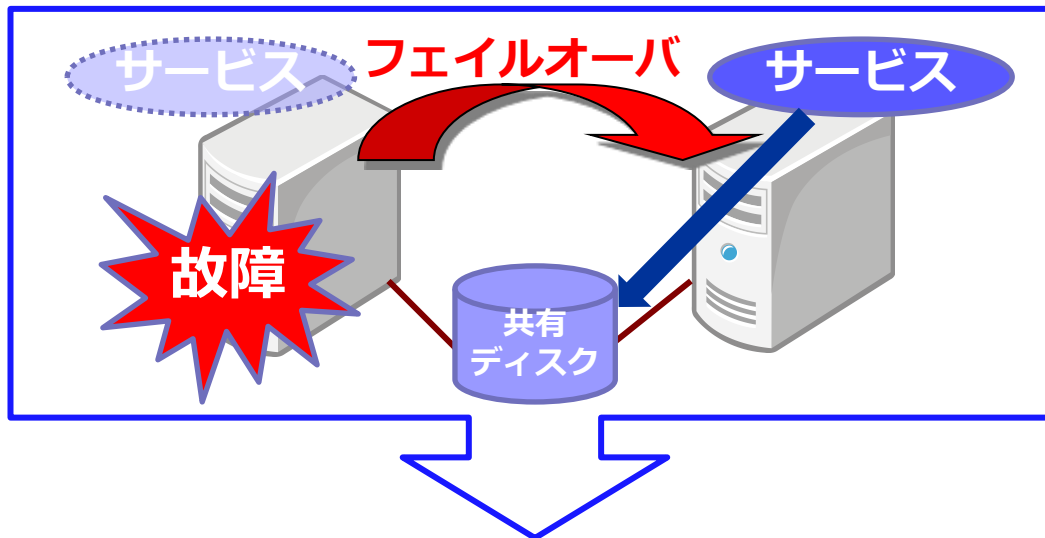 サービス
フェイルオーバ
サービス
故障
共有
ディスク